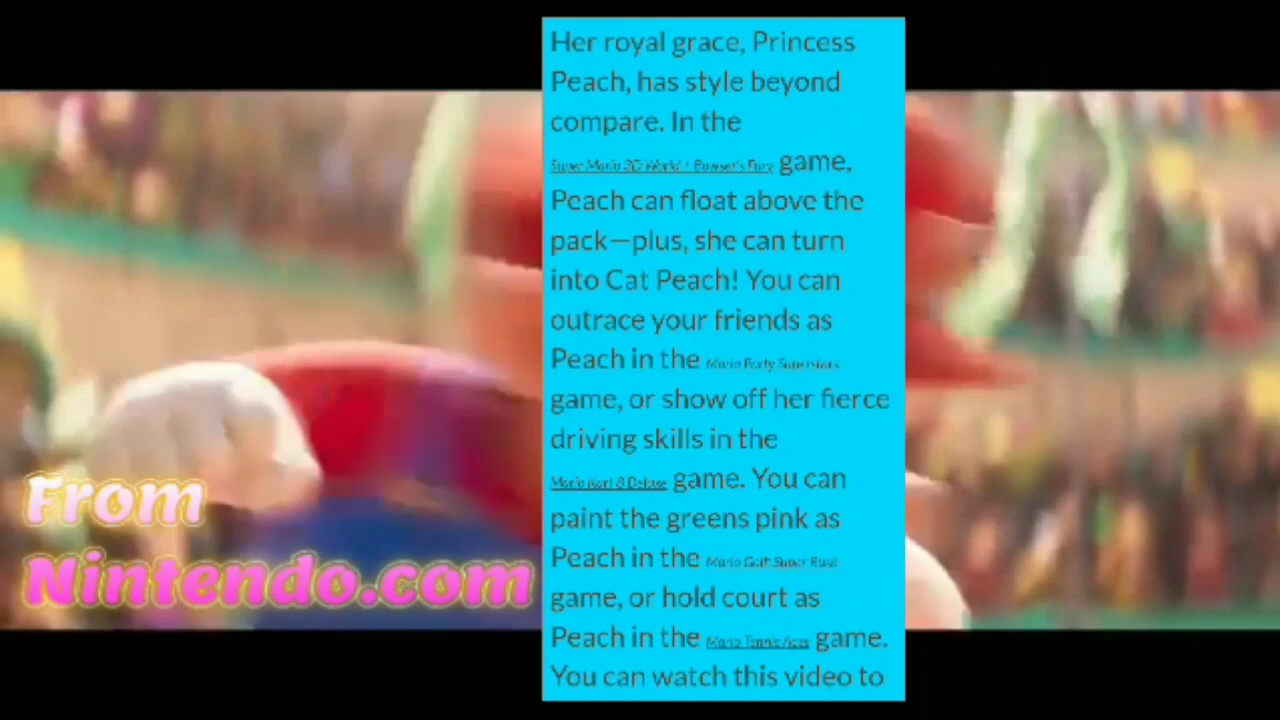 Her royal grace, Princess
Peach, has style beyond
compare. In the
Super Mario 3D World + Bowser's Fury game,
Peach can float above the
pack—plus, she can turn
into Cat Peach! You can
outrace your friends as
Peach in the Mario Party Superstars
game, or show off her fierce
driving skills in the
Mario Kart 8 Deluxe game. You can
paint the greens pink as
Peach in the Mario Golf: Super Rush
game, or hold court as
Peach in the Mario Tennis Aces game.
You can watch this video to
From
Nintendo.com